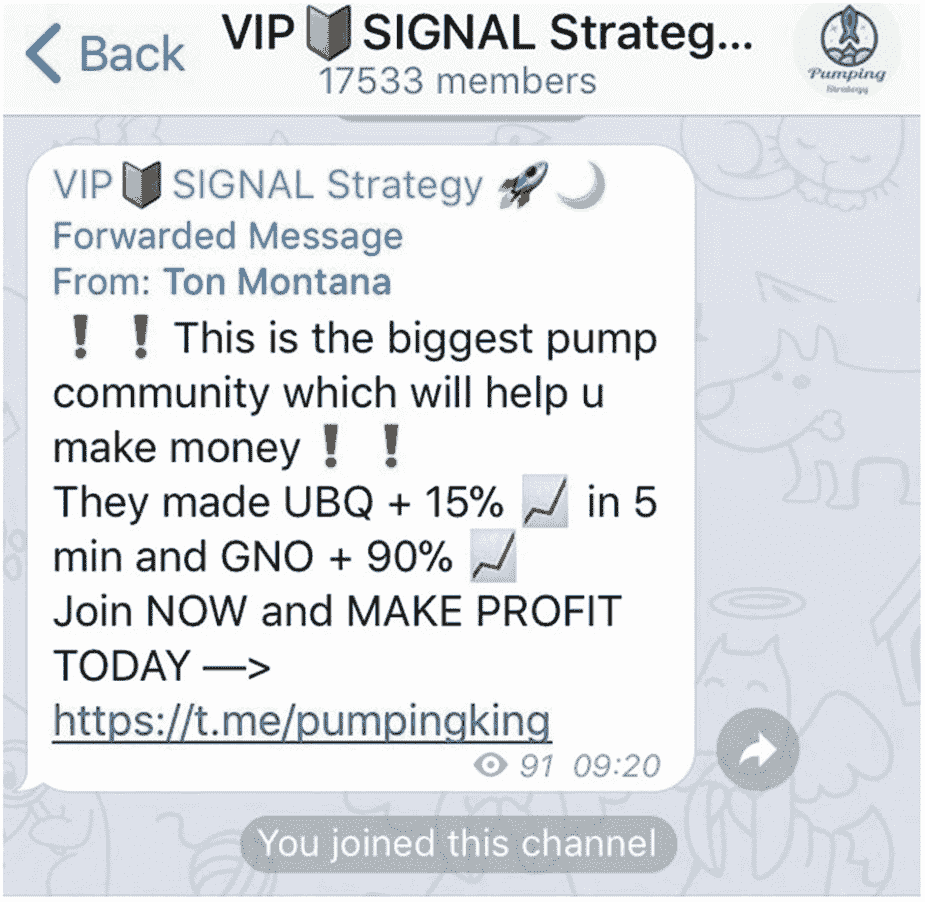 Back
VIP🔰SIGNAL Strateg...
17533 members
Pumping
Strategy
VIP🔰SIGNAL Strategy 🚀🌙
Forwarded Message
From: Ton Montana
❗️ ❗️ This is the biggest pump
community which will help u
make money ❗️ ❗️
They made UBQ + 15% 📈 in 5
min and GNO + 90% 📈
Join NOW and MAKE PROFIT
TODAY —>
https://t.me/pumpingking
91 09:20
You joined this channel